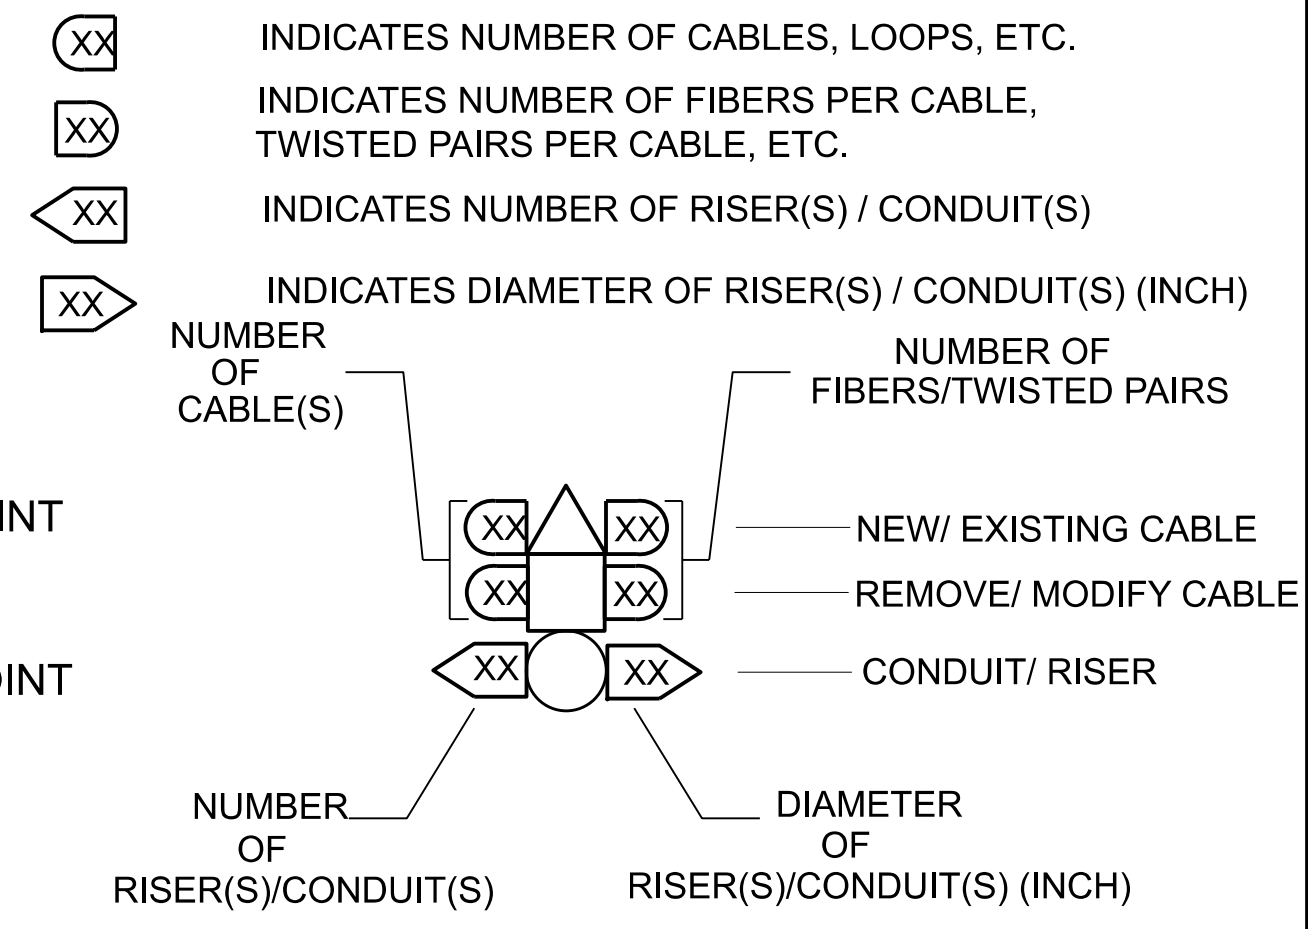 XX INDICATES NUMBER OF CABLES, LOOPS, ETC.
XX INDICATES NUMBER OF FIBERS PER CABLE,
TWISTED PAIRS PER CABLE, ETC.
XX INDICATES NUMBER OF RISER(S) / CONDUIT(S)
XX INDICATES DIAMETER OF RISER(S) / CONDUIT(S) (INCH)
NUMBER
OF
CABLE(S)
NUMBER OF
FIBERS/TWISTED PAIRS
INT
XX XX NEW/ EXISTING CABLE
XX XX REMOVE/ MODIFY CABLE
OINT
XX XX CONDUIT/ RISER
NUMBER
OF
RISER(S)/CONDUIT(S)
DIAMETER
OF
RISER(S)/CONDUIT(S) (INCH)